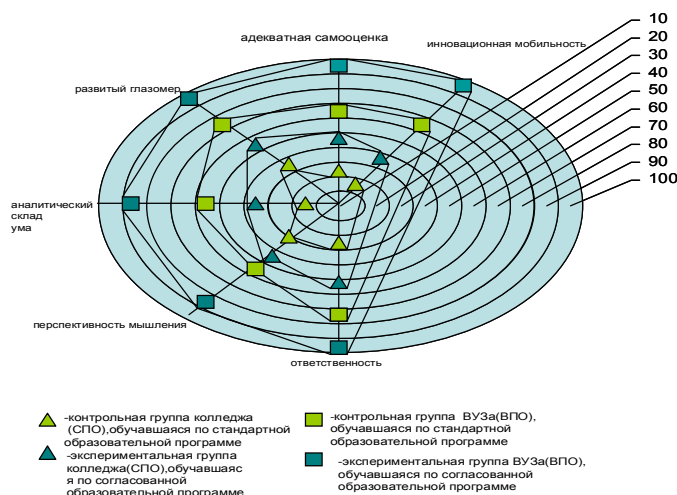 10
адекватная самооценка
20
инновационная мобильность
30
40
развитый глазомер
50
60
70
80
90
100
аналитический
склад
ума
перспективность мышления
ответственность
-контрольная группа колледжа
(СПО),обучавшаяся по стандартной
образовательной программе
-экспериментальная группа
колледжа(СПО),обучавшаяс
я по согласованной
образовательной программе
-контрольная группа ВУЗа(ВПО),
обучавшаяся по стандартной
образовательной
программе
-экспериментальная группа ВУЗа(ВПО),
обучавшаяся по согласованной
образовательной программе